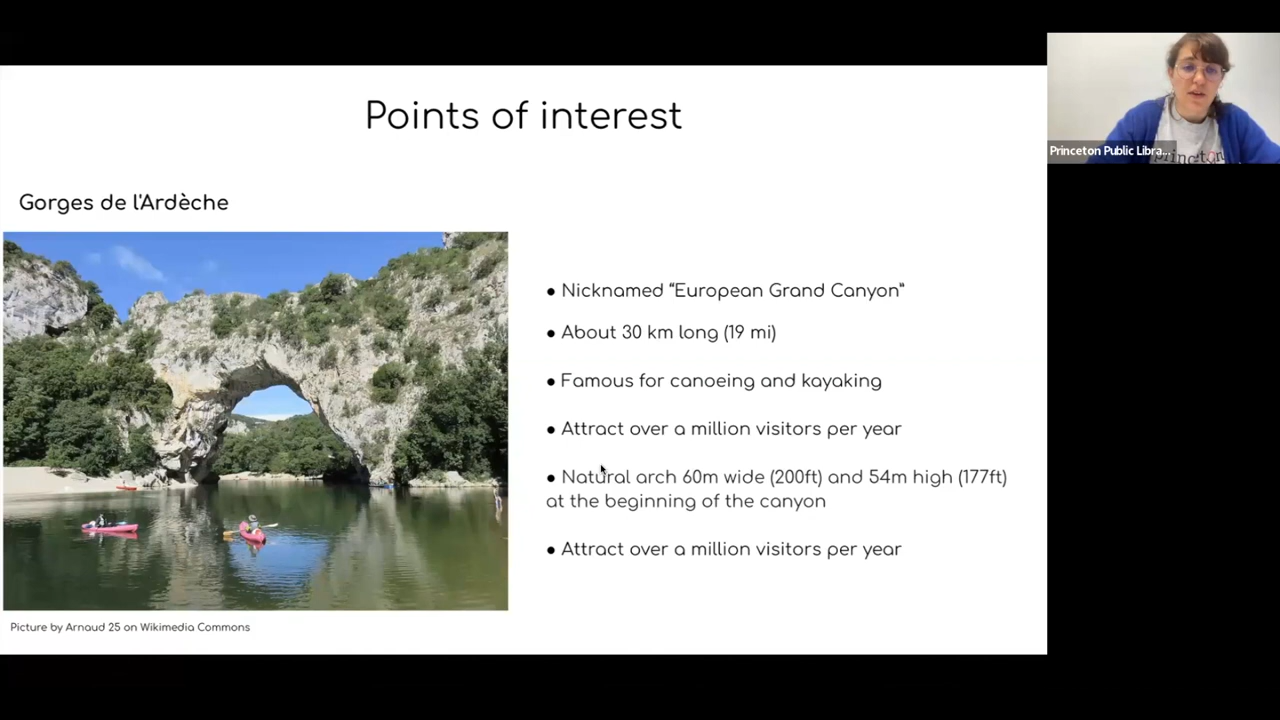 Points of interest
Gorges de l'Ardèche
● Nicknamed “European Grand Canyon”
● About 30 km long (19 mi)
● Famous for canoeing and kayaking
● Attract over a million visitors per year
● Natural arch 60m wide (200ft) and 54m high (177ft)
at the beginning of the canyon
● Attract over a million visitors per year
Picture by Arnaud 25 on Wikimedia Commons
Princeton Public Libra...
princeton